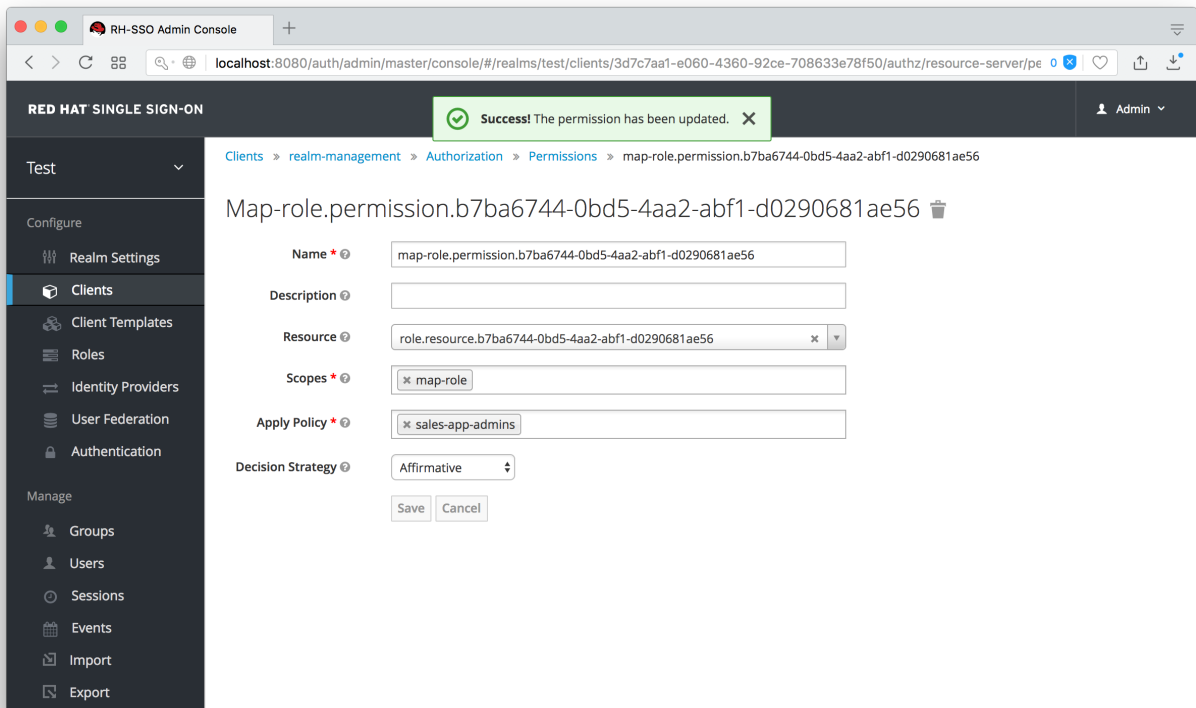 RH-SSO Admin Console
localhost:8080/auth/admin/master/console/#/realms/test/clients/3d7c7aa1-e060-4360-92ce-708633e78f50/authz/resource-server/pe 0
RED HAT SINGLE SIGN-ON
Success! The permission has been updated.
Admin
Test
Clients » realm-management » Authorization » Permissions » map-role.permission.b7ba6744-0bd5-4aa2-abf1-d0290681ae56
Map-role.permission.b7ba6744-0bd5-4aa2-abf1-d0290681ae56
Configure
Realm Settings
Clients
Client Templates
Roles
Identity Providers
User Federation
Authentication
Manage
Groups
Users
Sessions
Events
Import
Export
Name * map-role.permission.b7ba6744-0bd5-4aa2-abf1-d0290681ae56
Description
Resource role.resource.b7ba6744-0bd5-4aa2-abf1-d0290681ae56
Scopes * map-role
Apply Policy * sales-app-admins
Decision Strategy Affirmative
Save Cancel